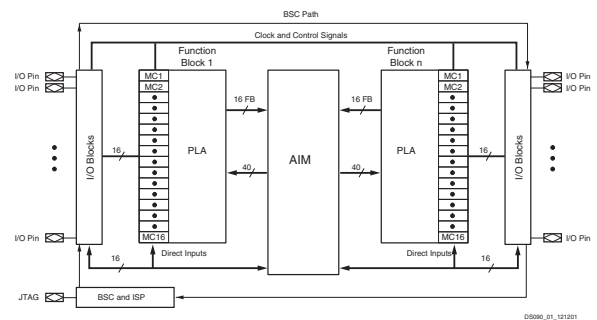 BSC Path
Clock and Control Signals
Function
Block 1
Function
Block n
I/O Pin
I/O Pin
I/O Pin
I/O Blocks
16
MC1
MC2
MC16
PLA
16 FB
40
AIM
16 FB
40
PLA
MC1
MC2
MC16
16
I/O Blocks
I/O Pin
I/O Pin
I/O Pin
16
Direct Inputs
Direct Inputs
16
JTAG
BSC and ISP
DS090_01_121201